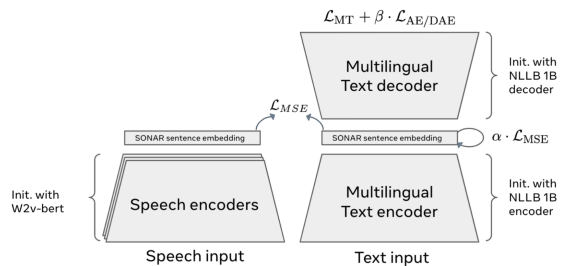 ℒ_MT + β · ℒ_AE/DAE
Multilingual
Text decoder
Init. with
NLLB 1B
decoder
ℒ_MSE
SONAR sentence embedding
SONAR sentence embedding
α · ℒ_MSE
Init. with
W2v-bert
Speech encoders
Multilingual
Text encoder
Init. with
NLLB 1B
encoder
Speech input
Text input